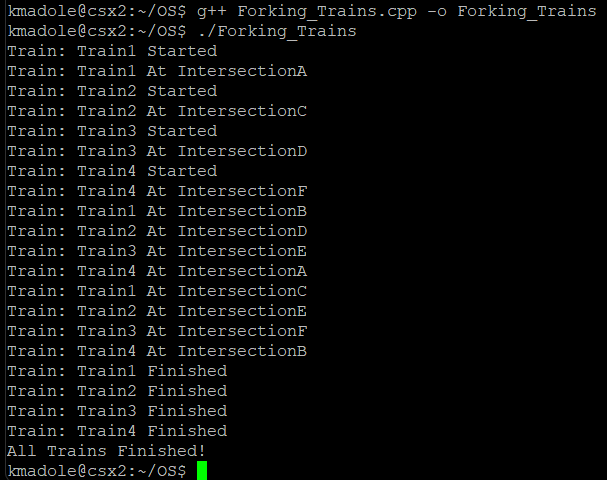 kmadole@csx2:~/OS$ g++ Forking_Trains.cpp -o Forking_Trains
kmadole@csx2:~/OS$ ./Forking_Trains
Train: Train1 Started
Train: Train1 At IntersectionA
Train: Train2 Started
Train: Train2 At IntersectionC
Train: Train3 Started
Train: Train3 At IntersectionD
Train: Train4 Started
Train: Train4 At IntersectionF
Train: Train1 At IntersectionB
Train: Train2 At IntersectionD
Train: Train3 At IntersectionE
Train: Train4 At IntersectionA
Train: Train1 At IntersectionC
Train: Train2 At IntersectionE
Train: Train3 At IntersectionF
Train: Train4 At IntersectionB
Train: Train1 Finished
Train: Train2 Finished
Train: Train3 Finished
Train: Train4 Finished
All Trains Finished!
kmadole@csx2:~/OS$